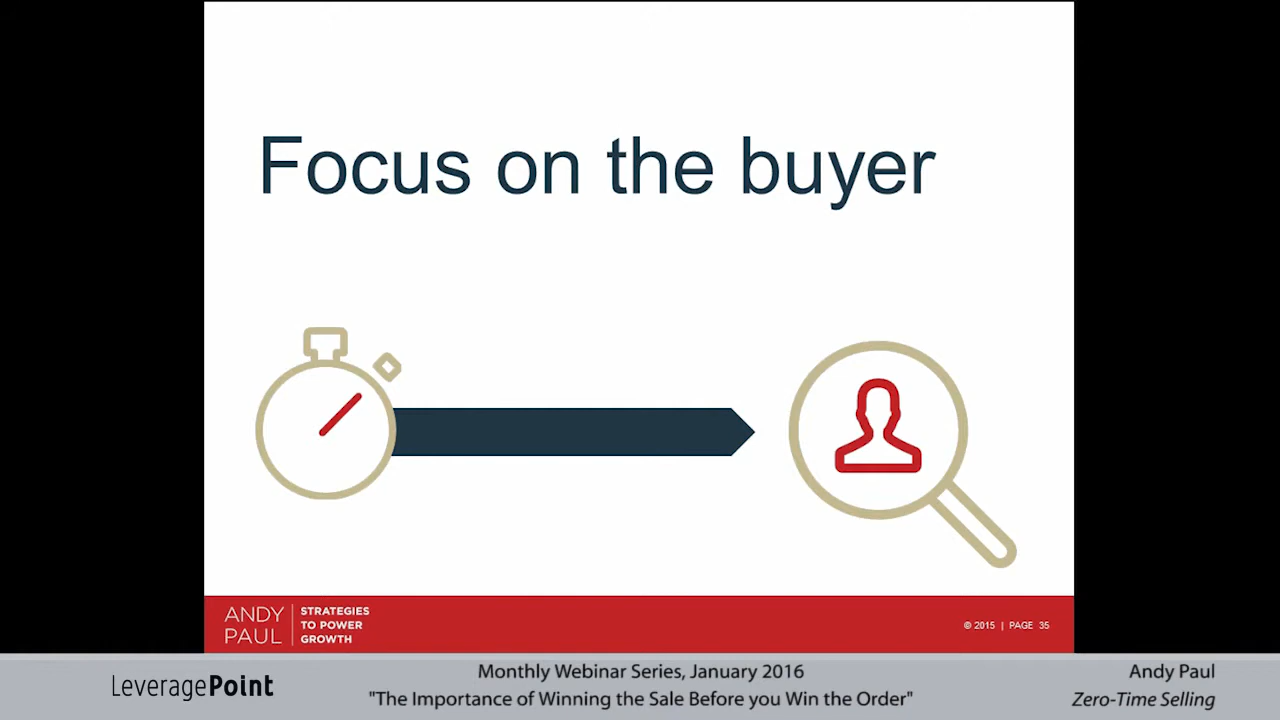 Focus on the buyer
ANDY PAUL
STRATEGIES TO POWER GROWTH
© 2015 | PAGE 35
LeveragePoint
Monthly Webinar Series, January 2016
"The Importance of Winning the Sale Before you Win the Order"
Andy Paul
Zero-Time Selling